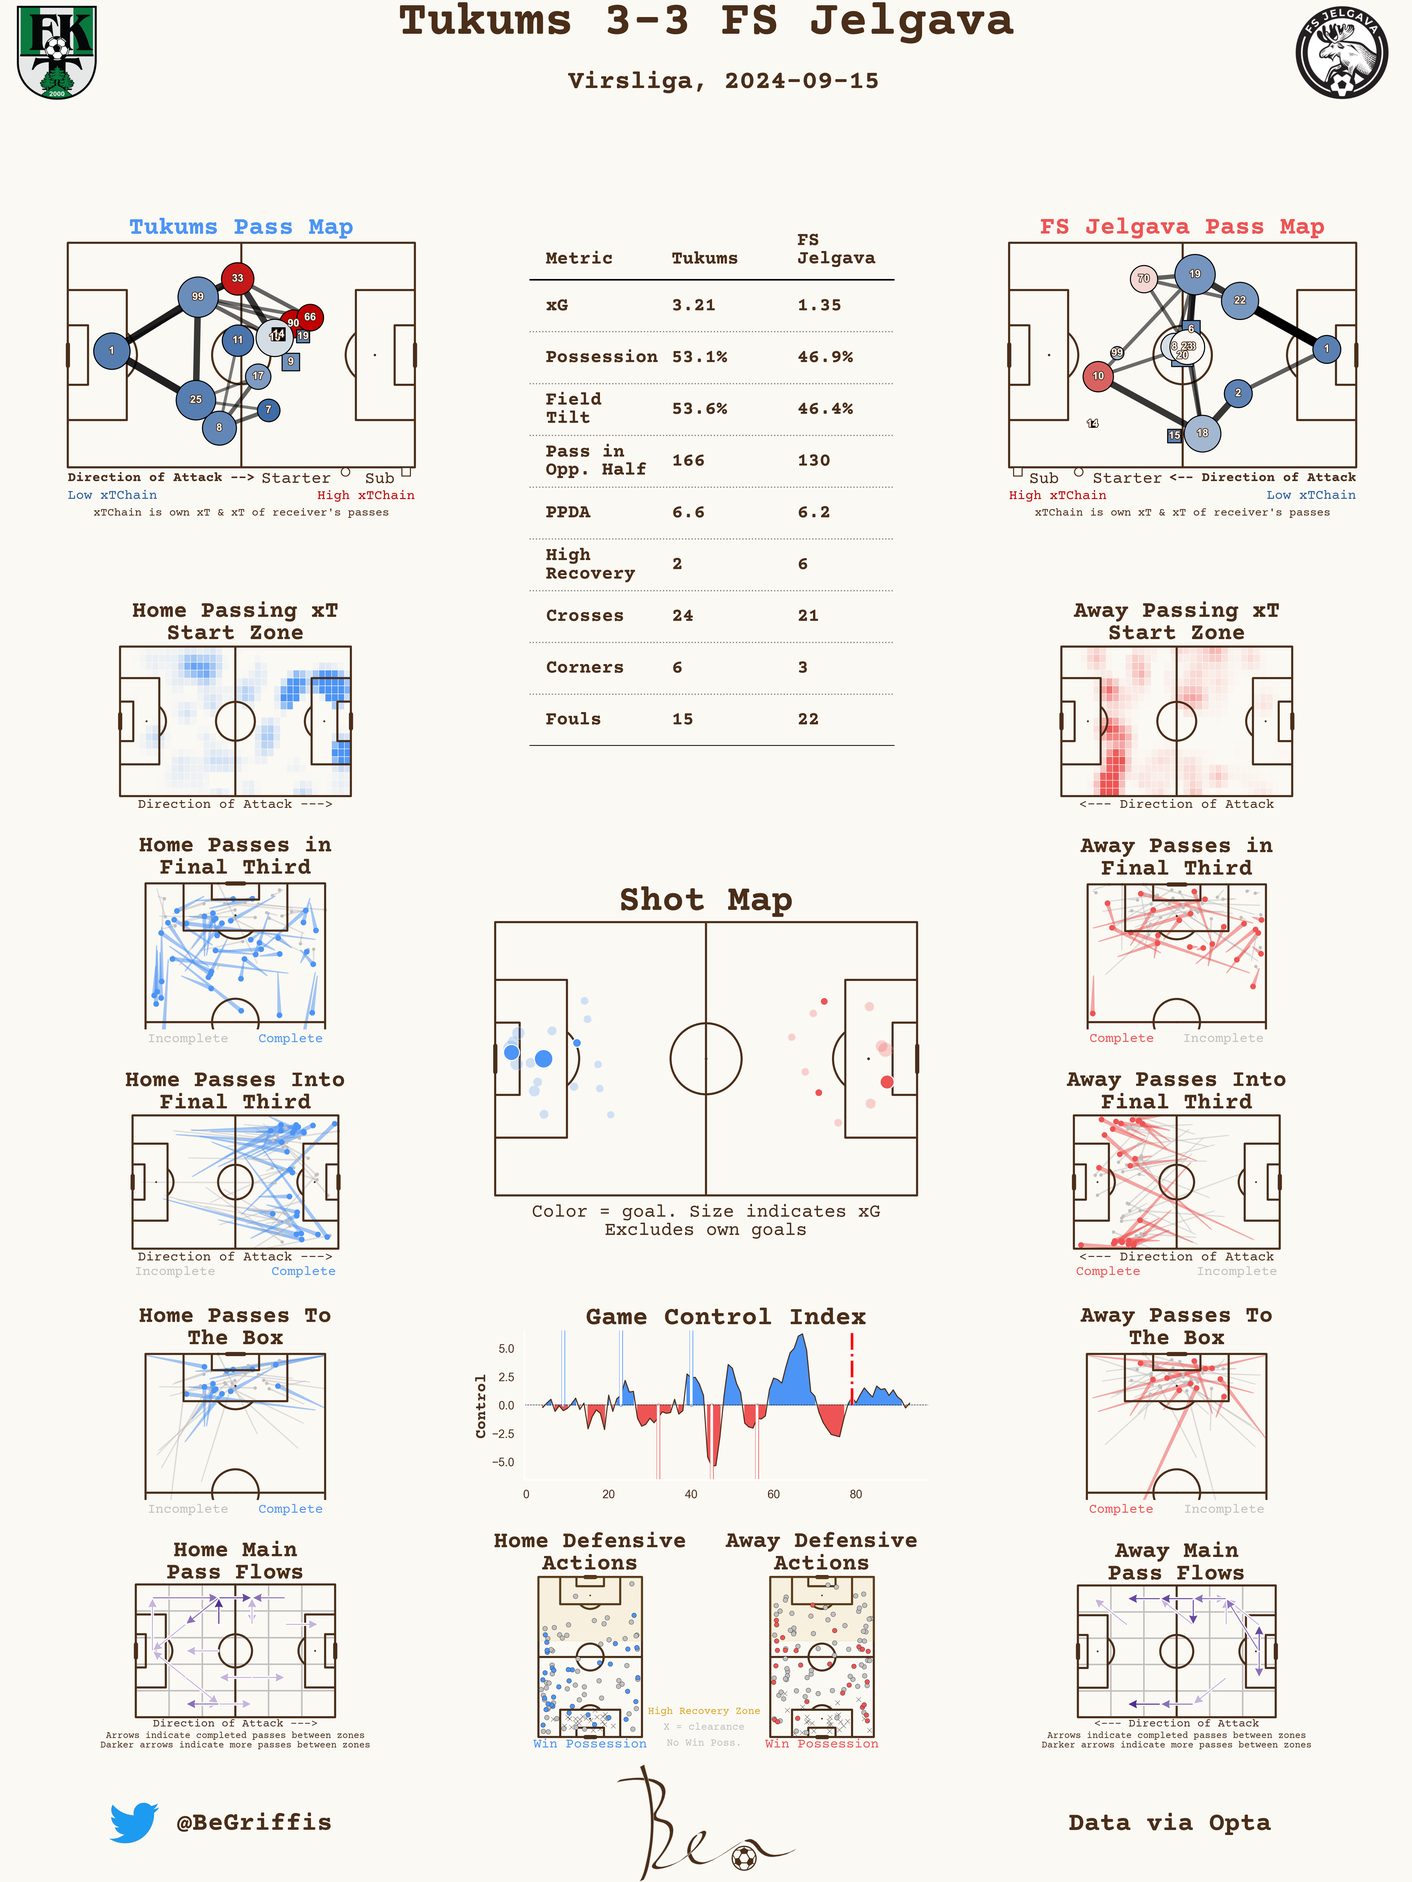 Tukums 3-3 FS Jelgava
Virsliga, 2024-09-15
FK
2000
FS JELGAVA
Tukums Pass Map
33
99
66
90
14
19
11
1
9
17
25
7
8
Direction of Attack --> Starter Sub
Low xTChain High xTChain
xTChain is own xT & xT of receiver's passes
Metric Tukums FS Jelgava
xG 3.21 1.35
Possession 53.1% 46.9%
Field Tilt 53.6% 46.4%
Pass in Opp. Half 166 130
PPDA 6.6 6.2
High Recovery 2 6
Crosses 24 21
Corners 6 3
Fouls 15 22
FS Jelgava Pass Map
70
19
22
6
8
23
20
99
1
10
2
14
15
18
Sub Starter <-- Direction of Attack
High xTChain Low xTChain
xTChain is own xT & xT of receiver's passes
Home Passing xT
Start Zone
Direction of Attack --->
Away Passing xT
Start Zone
<--- Direction of Attack
Home Passes in
Final Third
Incomplete Complete
Away Passes in
Final Third
Complete Incomplete
Shot Map
Color = goal. Size indicates xG
Excludes own goals
Home Passes Into
Final Third
Direction of Attack --->
Incomplete Complete
Away Passes Into
Final Third
<--- Direction of Attack
Complete Incomplete
Home Passes To
The Box
Incomplete Complete
Game Control Index
Control
5.0
2.5
0.0
−2.5
−5.0
0 20 40 60 80
Away Passes To
The Box
Complete Incomplete
Home Main
Pass Flows
Direction of Attack --->
Arrows indicate completed passes between zones
Darker arrows indicate more passes between zones
Home Defensive
Actions
Win Possession
High Recovery Zone
X = clearance
No Win Poss.
Away Defensive
Actions
Win Possession
Away Main
Pass Flows
<--- Direction of Attack
Arrows indicate completed passes between zones
Darker arrows indicate more passes between zones
@BeGriffis
Ben
Data via Opta